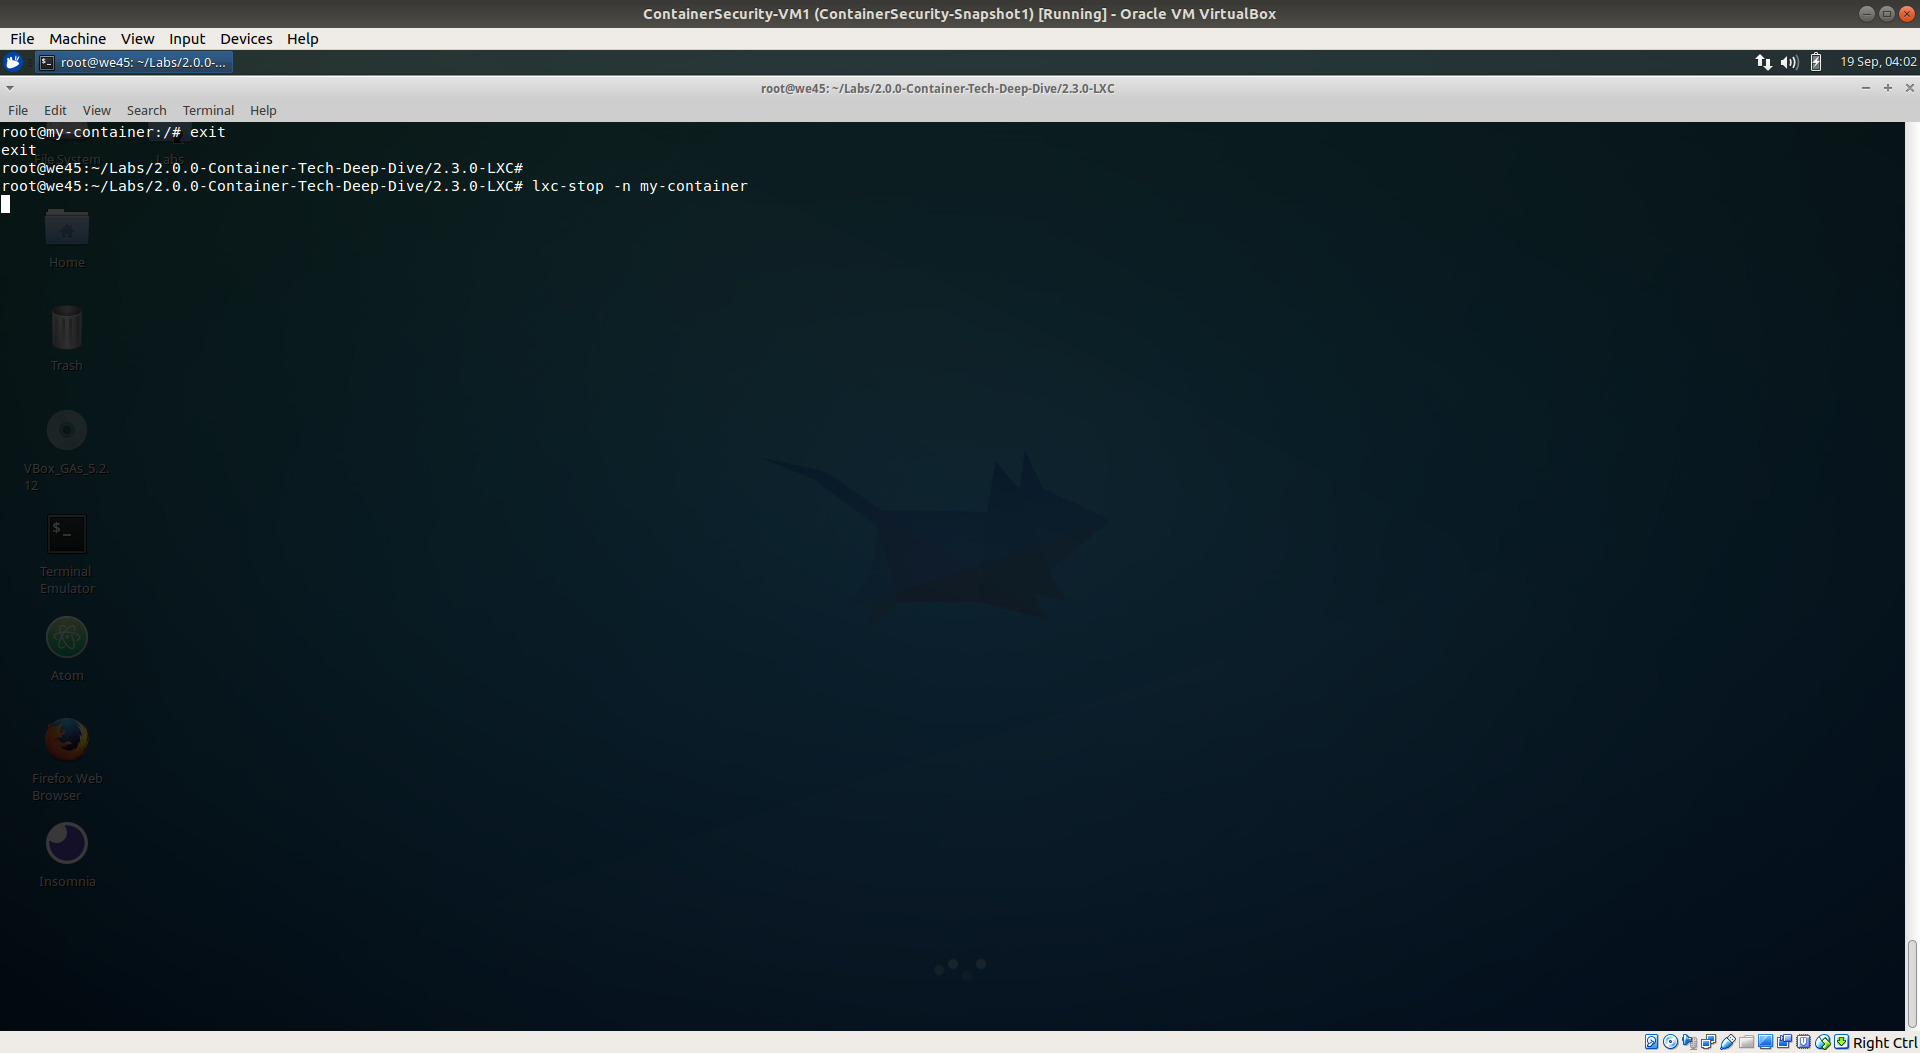 ContainerSecurity-VM1 (ContainerSecurity-Snapshot1) [Running] - Oracle VM VirtualBox
File Machine View Input Devices Help
root@we45: ~/Labs/2.0.0-...
19 Sep, 04:02
root@we45: ~/Labs/2.0.0-Container-Tech-Deep-Dive/2.3.0-LXC
File Edit View Search Terminal Help
root@my-container:/# exit
exit
File System
Labs
root@we45:~/Labs/2.0.0-Container-Tech-Deep-Dive/2.3.0-LXC#
root@we45:~/Labs/2.0.0-Container-Tech-Deep-Dive/2.3.0-LXC# lxc-stop -n my-container
Home
Trash
VBox_GAs_5.2.
12
$_
Terminal
Emulator
Atom
Firefox Web
Browser
Insomnia
Right Ctrl